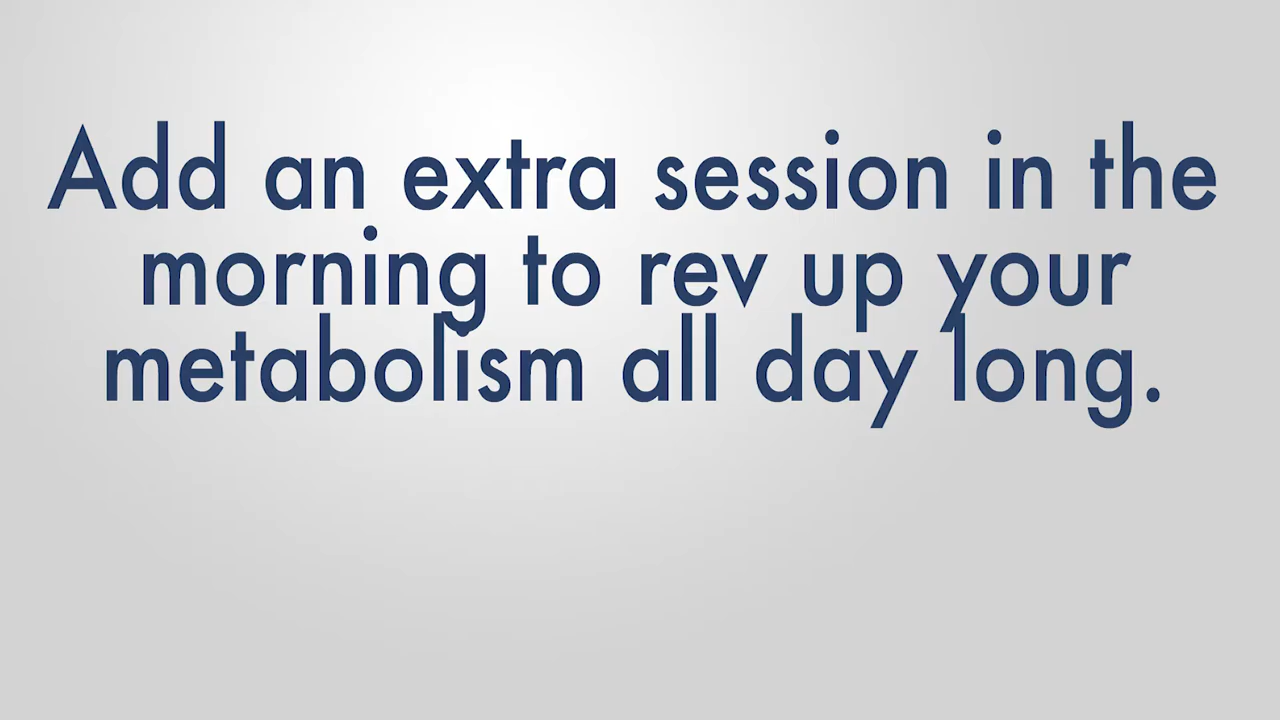 Add an extra session in the
morning to rev up your
metabolism all day long.